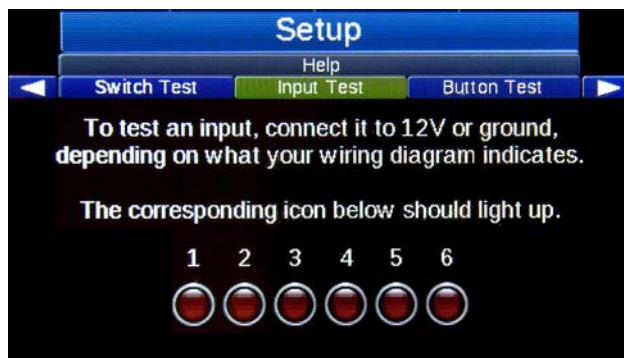 Setup
Help
Switch Test Input Test Button Test
To test an input, connect it to 12V or ground,
depending on what your wiring diagram indicates.
The corresponding icon below should light up.
1 2 3 4 5 6